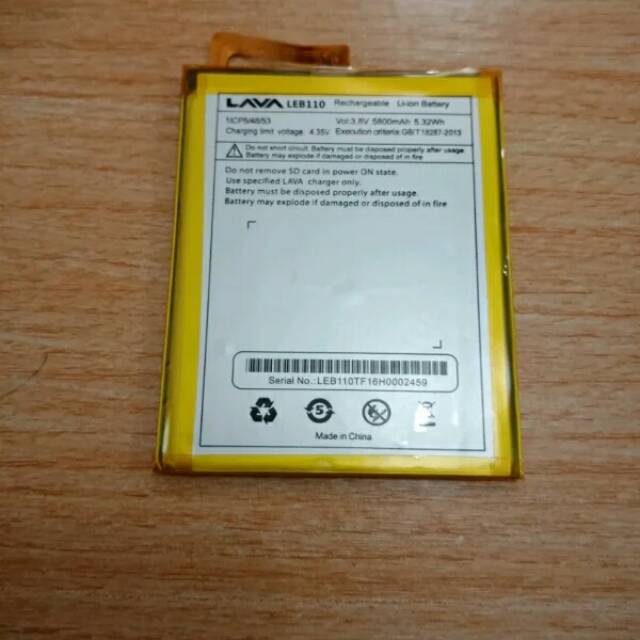 LAVA LEB110 Rechargeable Li-ion Battery
1ICP5/48/53 Vol:3.8V 5800mAh 5.32Wh
Charging limit voltage: 4.35V Execution criteria:GB/T18287-2013
Do not short circuit. Battery must be disposed properly after usage.
Battery may explode if damaged or disposed of in fire
Do not remove SD card in power ON state.
Use specified LAVA charger only.
Battery must be disposed properly after usage.
Battery may explode if damaged or disposed of in fire
Serial No.:LEB110TF16H0002459
5
Made in China